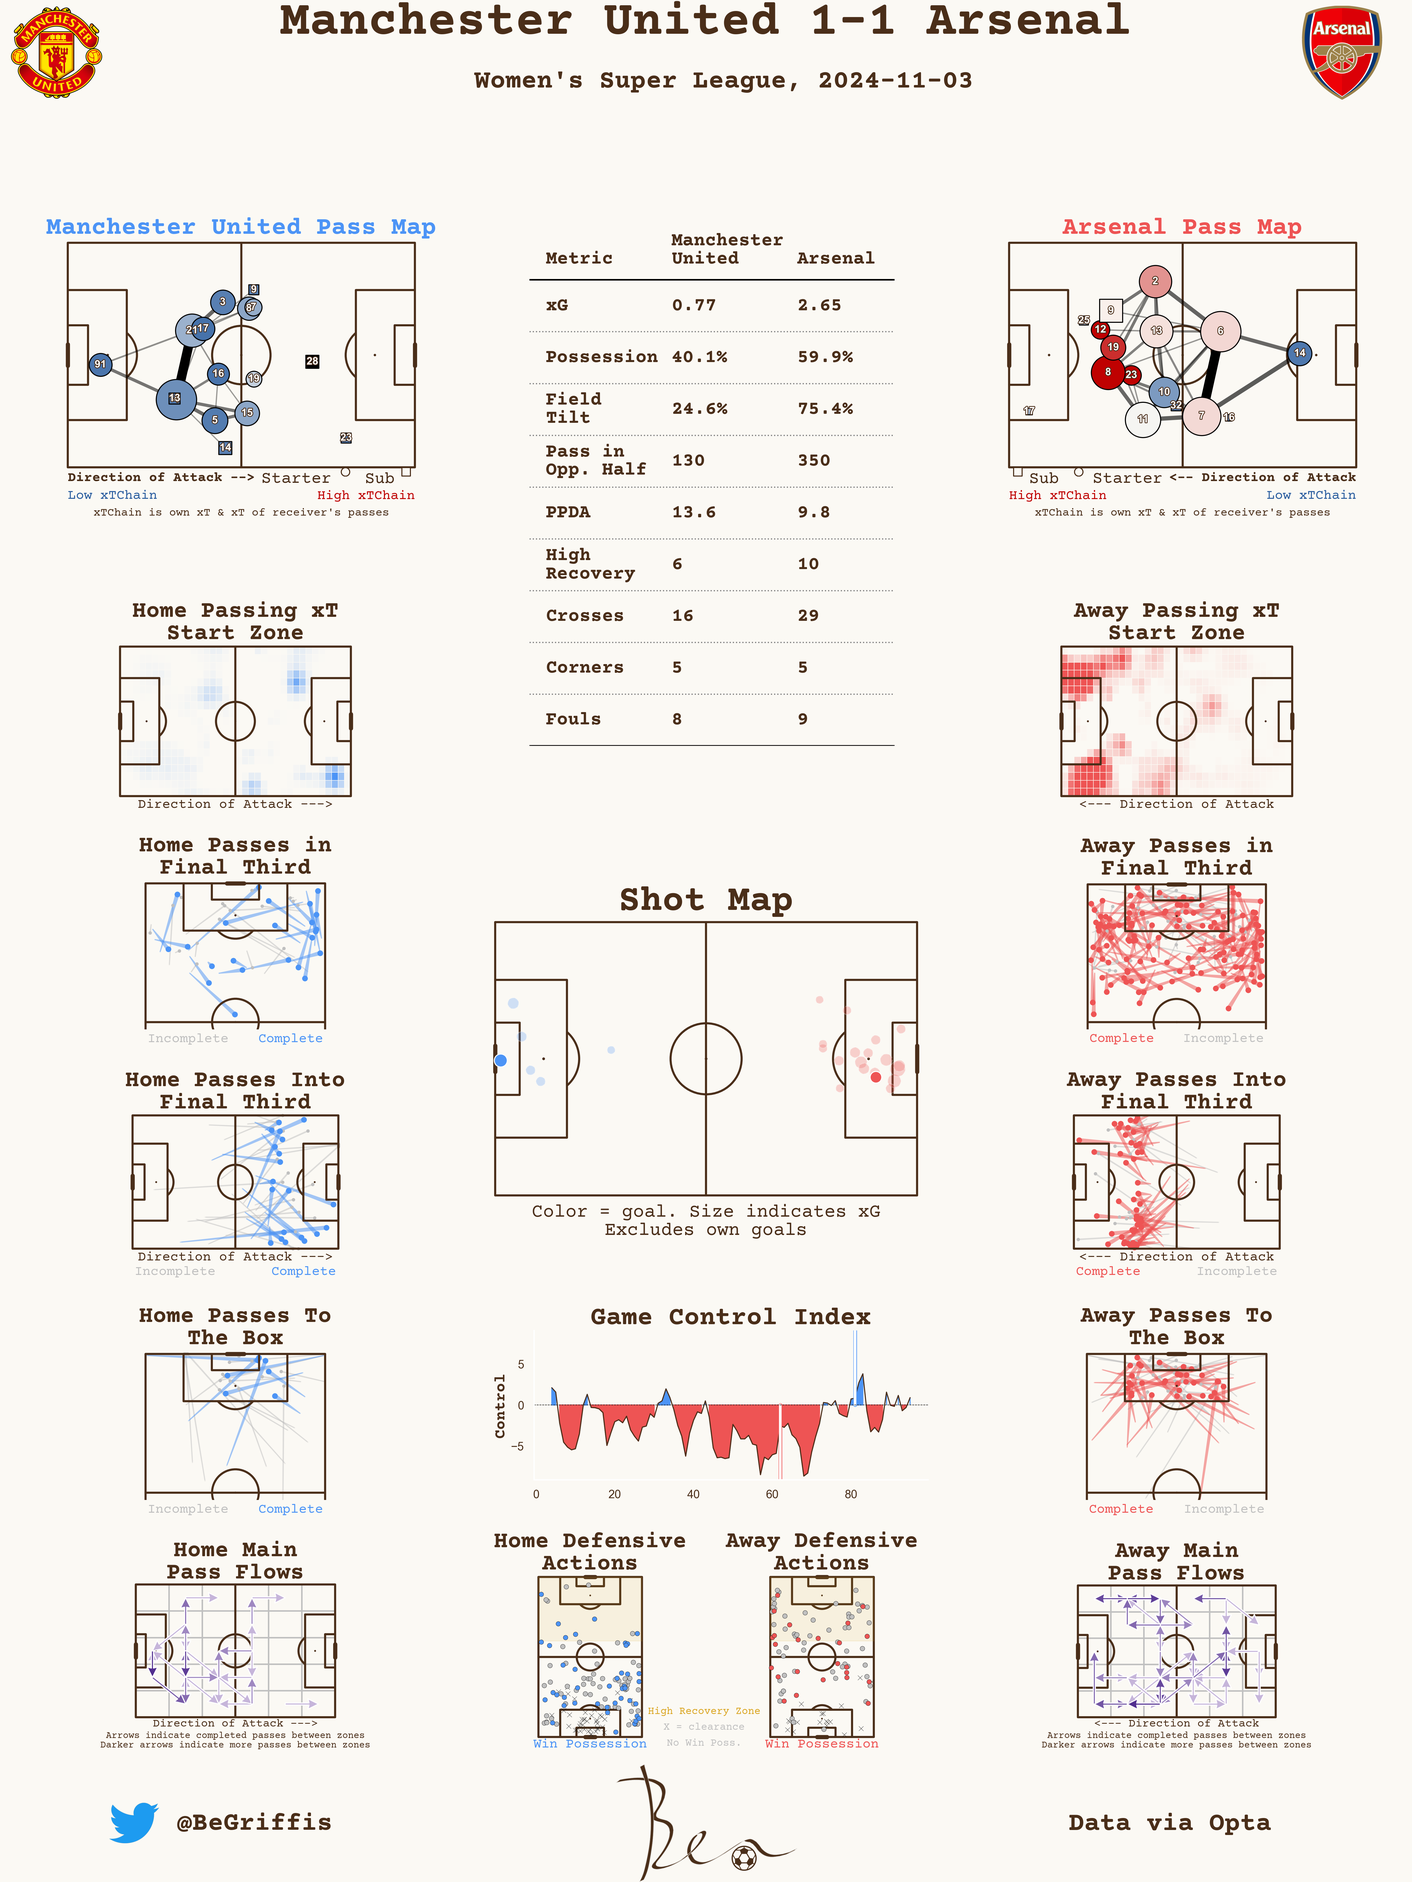 Manchester United 1-1 Arsenal
Women's Super League, 2024-11-03
MANCHESTER
UNITED
Arsenal
Manchester United Pass Map
9
3
8
7
21
17
91
16
19
28
13
5
15
14
23
Direction of Attack --> Starter Sub
Low xTChain High xTChain
xTChain is own xT & xT of receiver's passes
Metric Manchester United Arsenal
xG 0.77 2.65
Possession 40.1% 59.9%
Field Tilt 24.6% 75.4%
Pass in Opp. Half 130 350
PPDA 13.6 9.8
High Recovery 6 10
Crosses 16 29
Corners 5 5
Fouls 8 9
Arsenal Pass Map
2
9
25
12
13
6
19
14
8
23
10
32
17
11
7
16
Sub Starter <-- Direction of Attack
High xTChain Low xTChain
xTChain is own xT & xT of receiver's passes
Home Passing xT
Start Zone
Direction of Attack --->
Away Passing xT
Start Zone
<--- Direction of Attack
Home Passes in
Final Third
Incomplete Complete
Away Passes in
Final Third
Complete Incomplete
Shot Map
Color = goal. Size indicates xG
Excludes own goals
Home Passes Into
Final Third
Direction of Attack --->
Incomplete Complete
Away Passes Into
Final Third
<--- Direction of Attack
Complete Incomplete
Home Passes To
The Box
Incomplete Complete
Game Control Index
Control
5
0
−5
0 20 40 60 80
Away Passes To
The Box
Complete Incomplete
Home Main
Pass Flows
Direction of Attack --->
Arrows indicate completed passes between zones
Darker arrows indicate more passes between zones
Home Defensive
Actions
Win Possession
High Recovery Zone
X = clearance
No Win Poss.
Away Defensive
Actions
Win Possession
Away Main
Pass Flows
<--- Direction of Attack
Arrows indicate completed passes between zones
Darker arrows indicate more passes between zones
@BeGriffis
Ben
Data via Opta